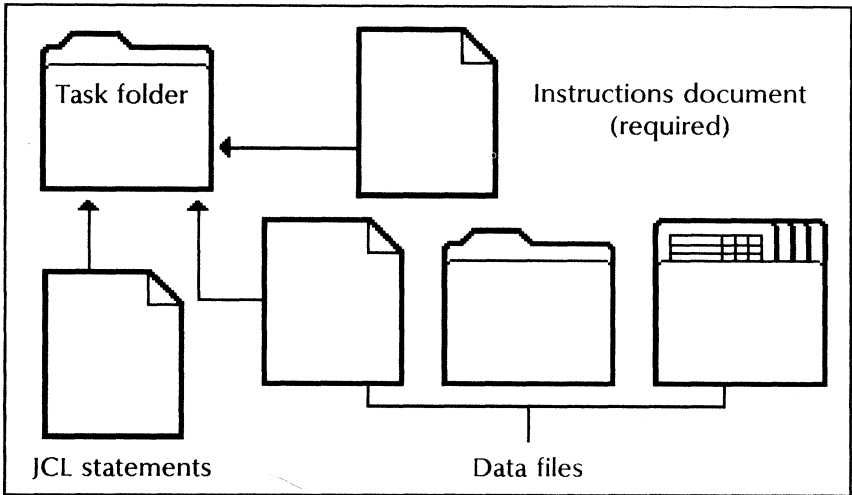 Task folder
Instructions document
(required)
JCL statements
Data files